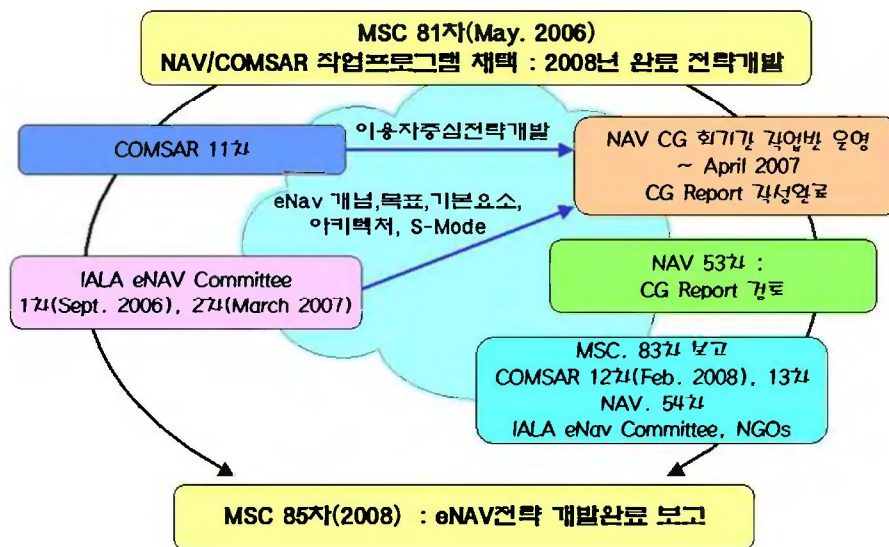 MSC 81차(May. 2006)
NAV/COMSAR 작업프로그램 채택 : 2008년 완료 전략개발
COMSAR 11차
이용자중심전략개발
NAV CG 회기간 작업반 운영
~ April 2007
CG Report 작성완료
eNav 개념,목표,기본요소,
아키텍처, S-Mode
IALA eNAV Committee
1차(Sept. 2006), 2차(March 2007)
NAV 53차 :
CG Report 검토
MSC. 83차 보고
COMSAR 12차(Feb. 2008), 13차
NAV. 54차
IALA eNav Committee, NGOs
MSC 85차(2008) : eNAV전략 개발완료 보고